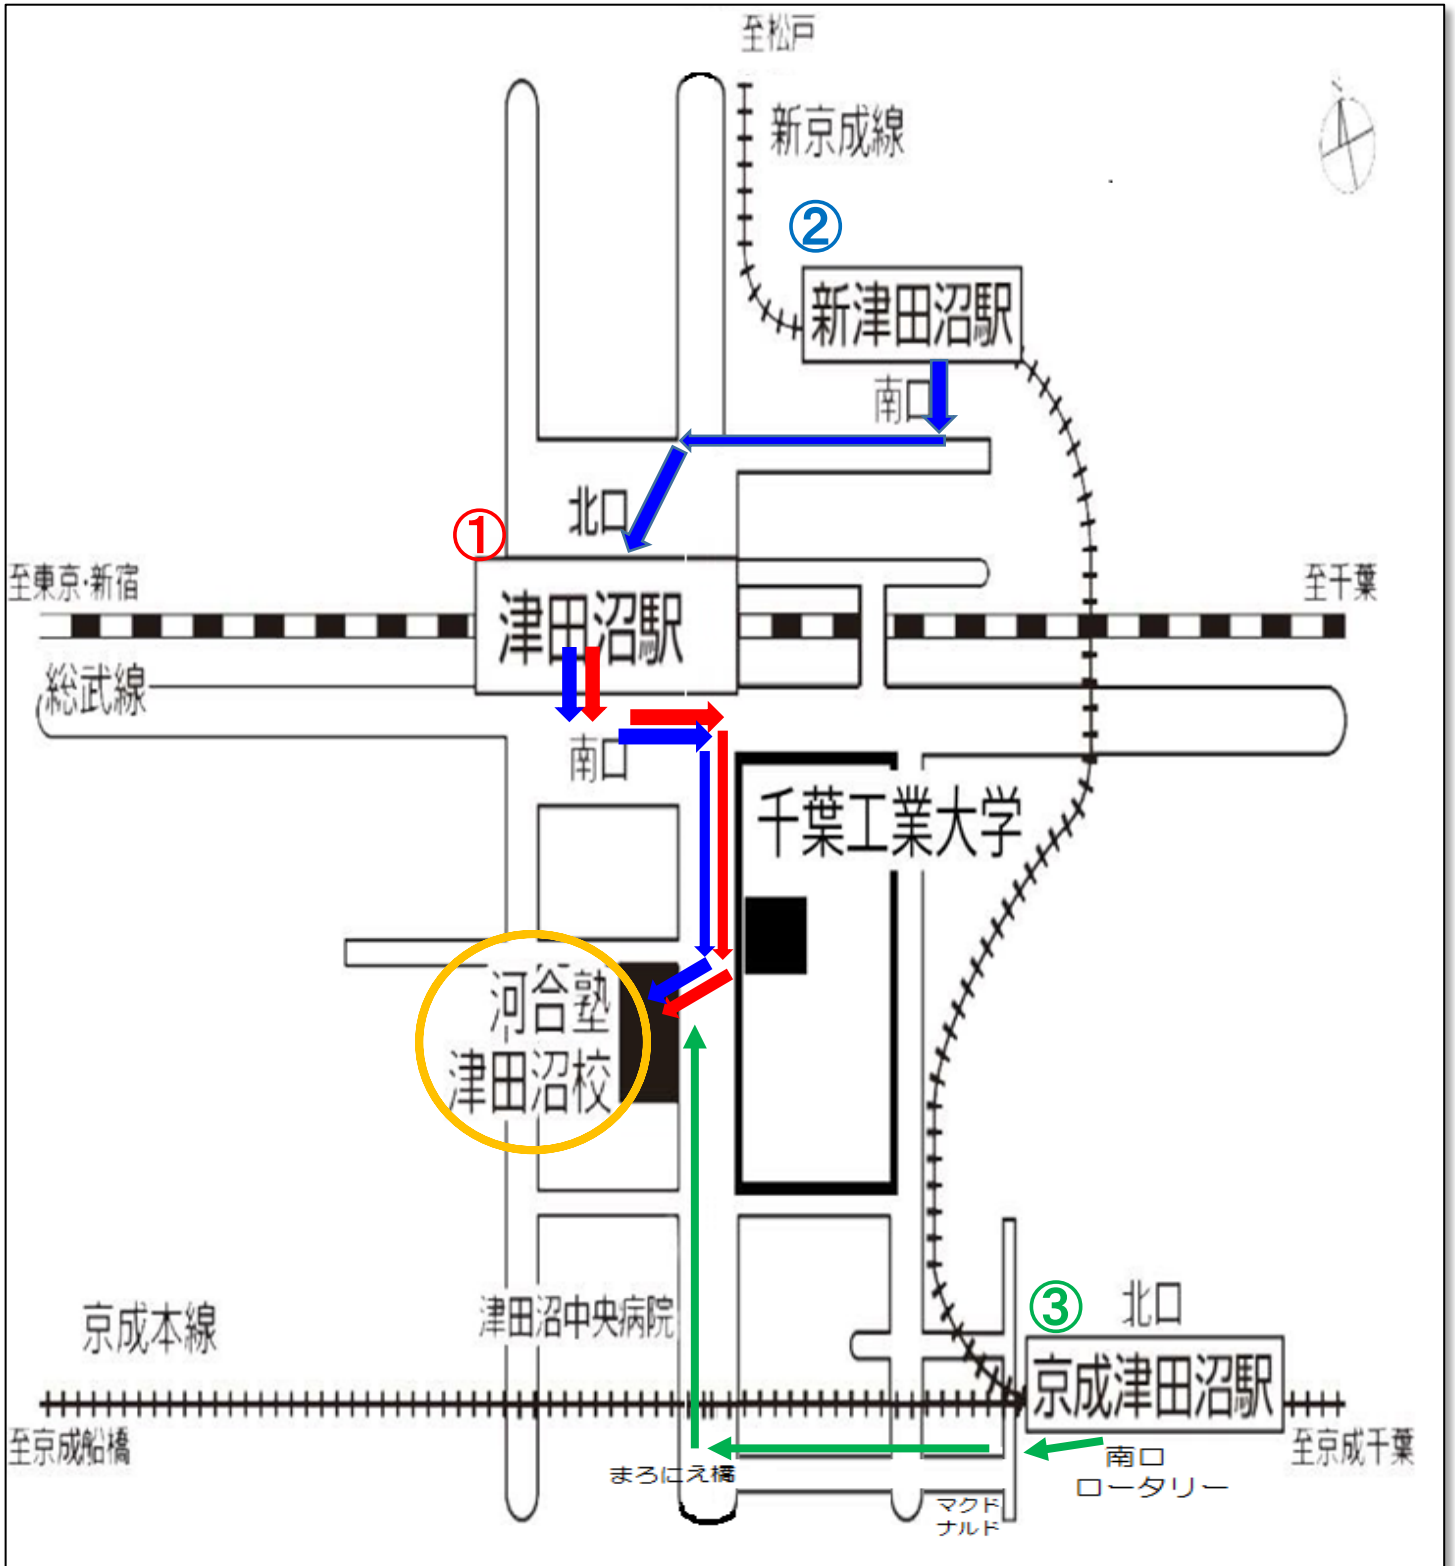 至松戸
新京成線
N
②
新津田沼駅
南口
北口
①
至東京・新宿
至千葉
津田沼駅
総武線
南口
千葉工業大学
河合塾
津田沼校
京成本線
津田沼中央病院
③
北口
京成津田沼駅
至京成船橋
至京成千葉
まろにえ橋
南口
ロータリー
マクド
ナルド